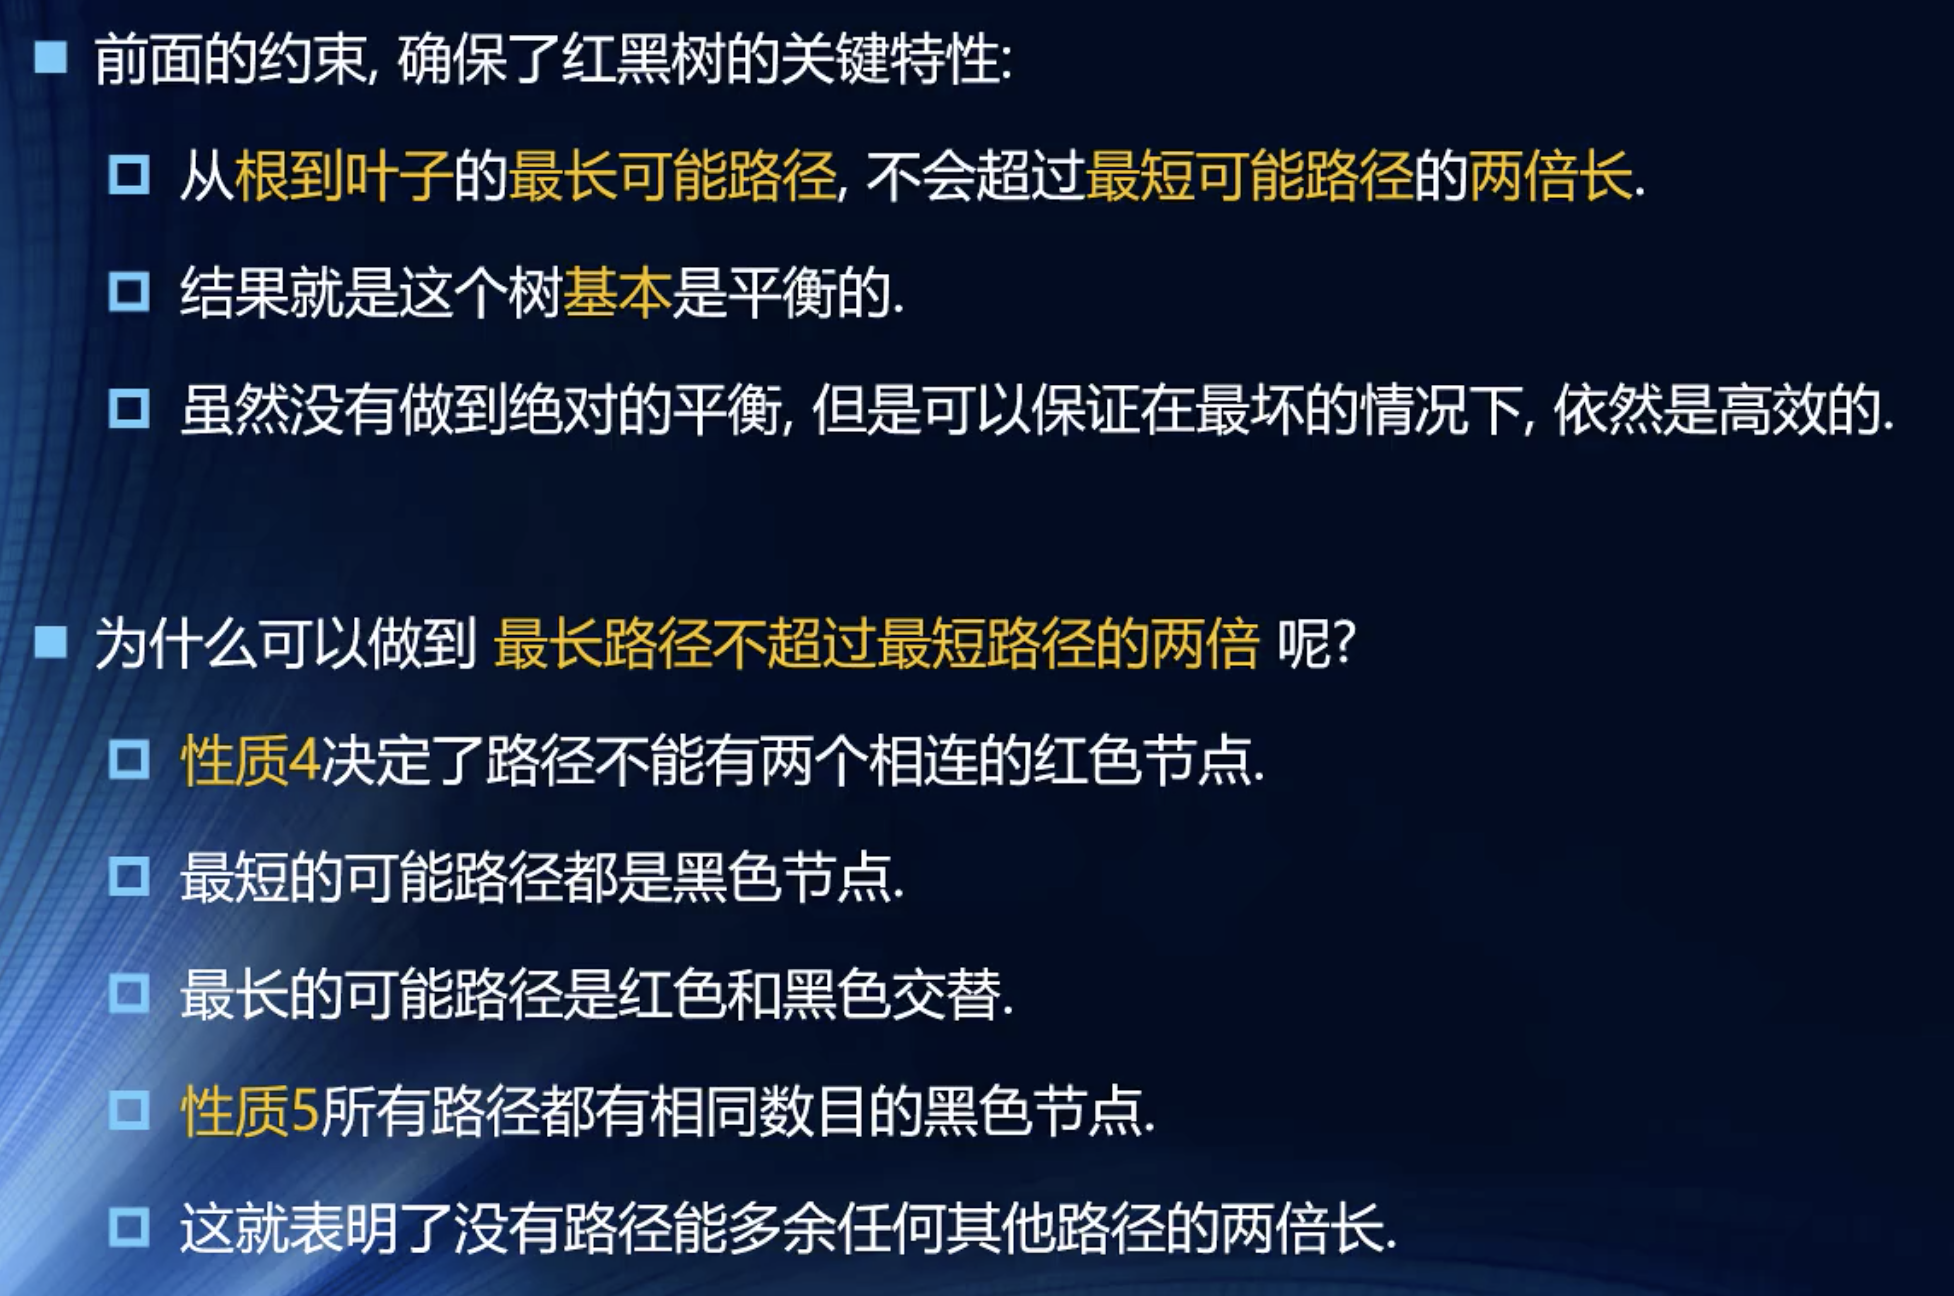 前面的约束, 确保了红黑树的关键特性:
从根到叶子的最长可能路径, 不会超过最短可能路径的两倍长.
结果就是这个树基本是平衡的.
虽然没有做到绝对的平衡, 但是可以保证在最坏的情况下, 依然是高效的.
为什么可以做到 最长路径不超过最短路径的两倍 呢?
性质4决定了路径不能有两个相连的红色节点.
最短的可能路径都是黑色节点.
最长的可能路径是红色和黑色交替.
性质5所有路径都有相同数目的黑色节点.
这就表明了没有路径能多余任何其他路径的两倍长.